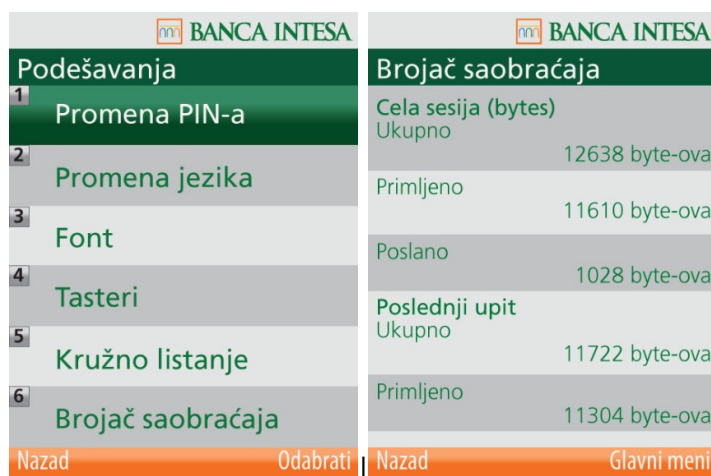 BANCA INTESA
Podešavanja
1
Promena PIN-a
2
Promena jezika
3
Font
4
Tasteri
5
Kružno listanje
6
Brojač saobraćaja
Nazad Odabrati
BANCA INTESA
Brojač saobraćaja
Cela sesija (bytes)
Ukupno
12638 byte-ova
Primljeno
11610 byte-ova
Poslano
1028 byte-ova
Poslednji upit
Ukupno
11722 byte-ova
Primljeno
11304 byte-ova
Nazad Glavni meni